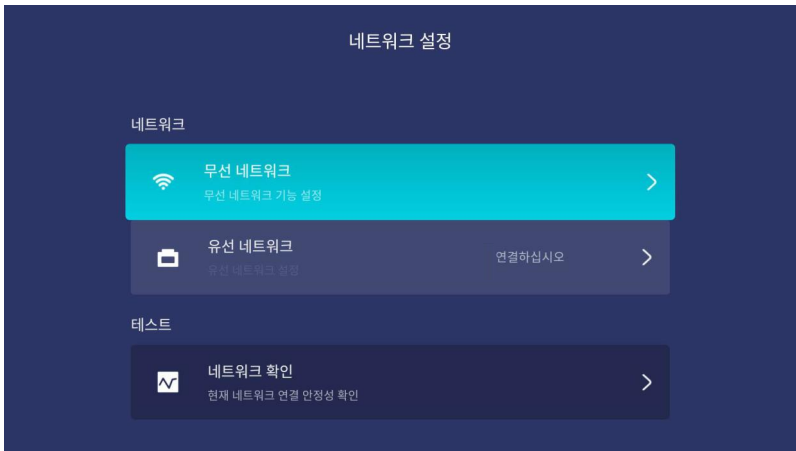 네트워크 설정
네트워크
무선 네트워크
무선 네트워크 기능 설정
유선 네트워크
연결하십시오
유선 네트워크 설정
테스트
네트워크 확인
현재 네트워크 연결 안정성 확인